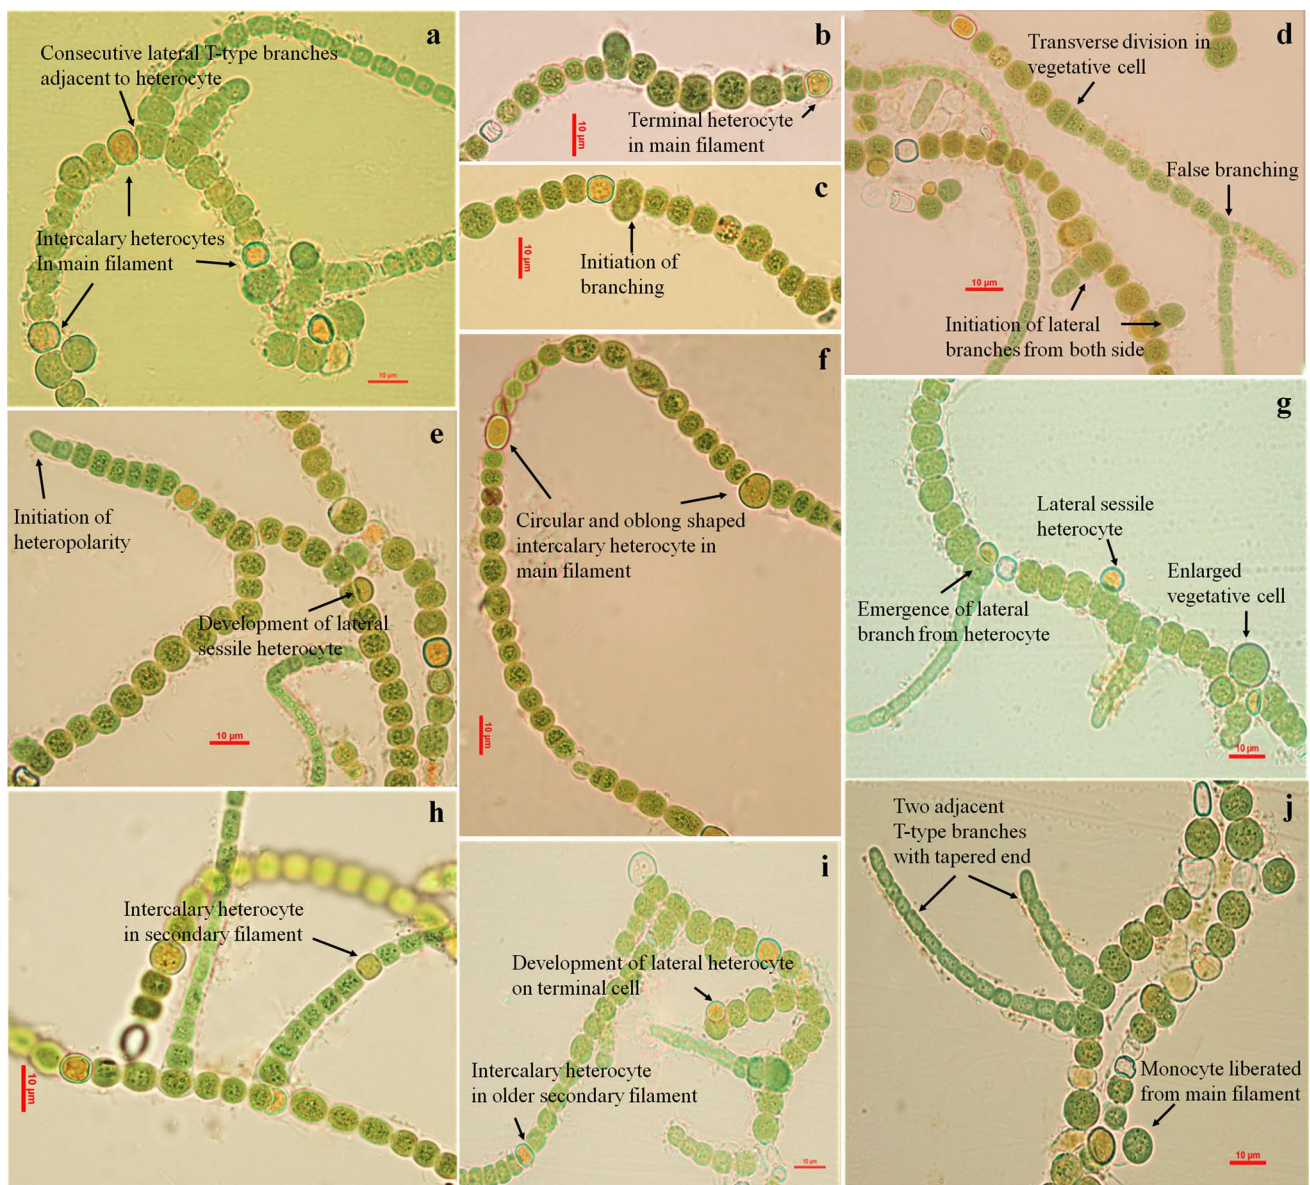 a
Consecutive lateral T-type branches
adjacent to heterocyte
Intercalary heterocytes
In main filament
10 µm
b
Terminal heterocyte
in main filament
10 µm
c
Initiation of
branching
10 µm
d
Transverse division in
vegetative cell
False branching
10 µm
Initiation of lateral
branches from both side
e
Initiation of
heteropolarity
Development of lateral
sessile heterocyte
10 µm
f
Circular and oblong shaped
intercalary heterocyte in
main filament
10 µm
g
Lateral sessile
heterocyte
Enlarged
vegetative cell
Emergence of lateral
branch from heterocyte
10 µm
h
Intercalary heterocyte
in secondary filament
10 µm
i
Development of lateral heterocyte
on terminal cell
Intercalary heterocyte
in older secondary filament
10 µm
j
Two adjacent
T-type branches
with tapered end
Monocyte liberated
from main filament
10 µm